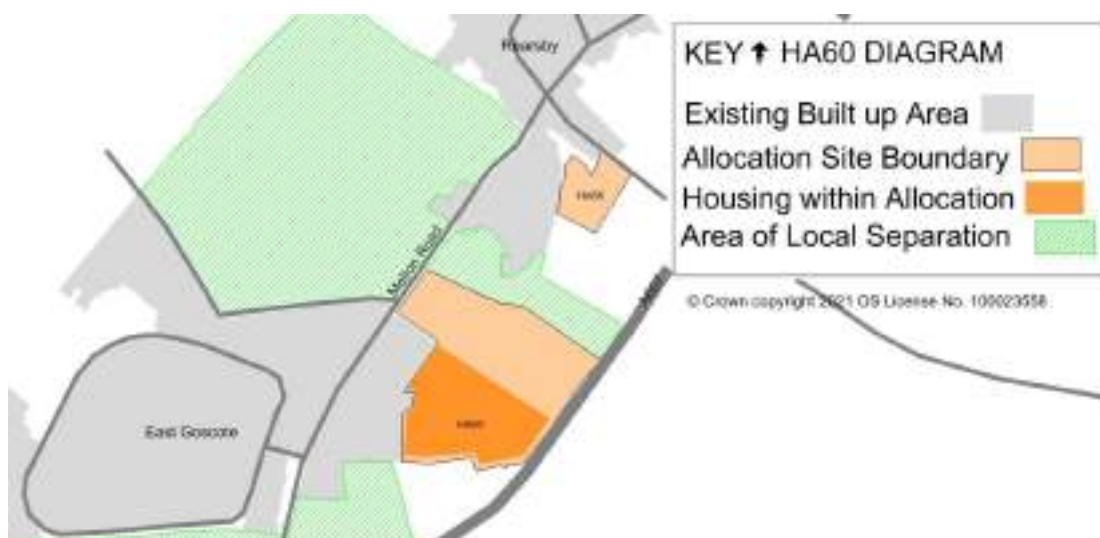 Rearsby
KEY ↑ HA60 DIAGRAM
Existing Built up Area
Allocation Site Boundary
Housing within Allocation
Area of Local Separation
© Crown copyright 2021 OS License No. 100023558
Melton Road
East Goscote